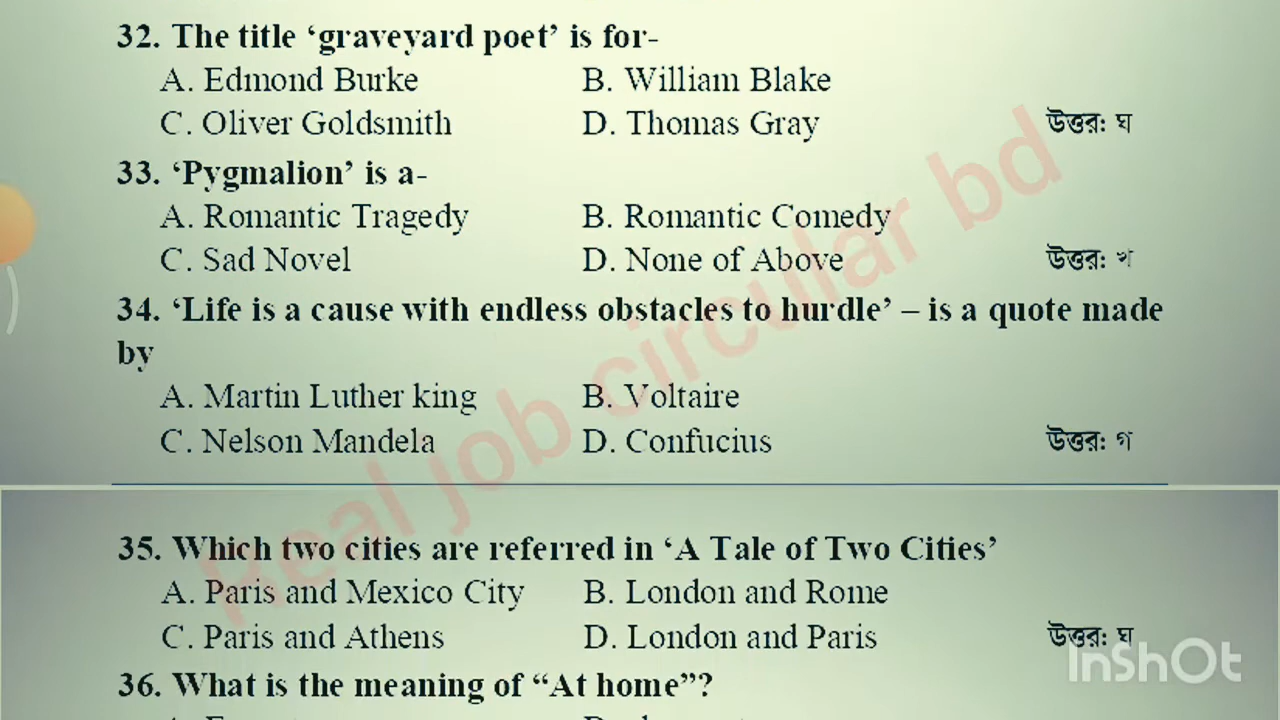 32. The title ‘graveyard poet’ is for-
A. Edmond Burke B. William Blake
C. Oliver Goldsmith D. Thomas Gray উত্তর: ঘ
33. ‘Pygmalion’ is a-
A. Romantic Tragedy B. Romantic Comedy
C. Sad Novel D. None of Above উত্তর: খ
34. ‘Life is a cause with endless obstacles to hurdle’ – is a quote made
by
A. Martin Luther king B. Voltaire
C. Nelson Mandela D. Confucius উত্তর: গ
35. Which two cities are referred in ‘A Tale of Two Cities’
A. Paris and Mexico City B. London and Rome
C. Paris and Athens D. London and Paris উত্তর: ঘ
36. What is the meaning of “At home”?
Real job circular bd
InShOt